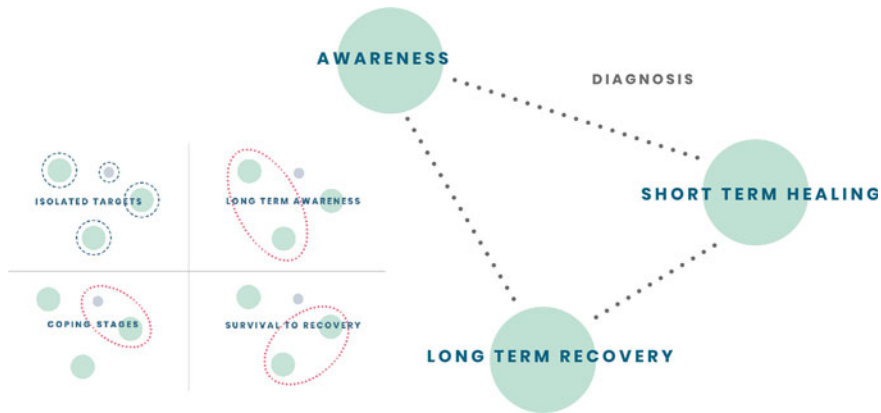 AWARENESS
DIAGNOSIS
SHORT TERM HEALING
LONG TERM RECOVERY
ISOLATED TARGETS
LONG TERM AWARENESS
COPING STAGES
SURVIVAL TO RECOVERY